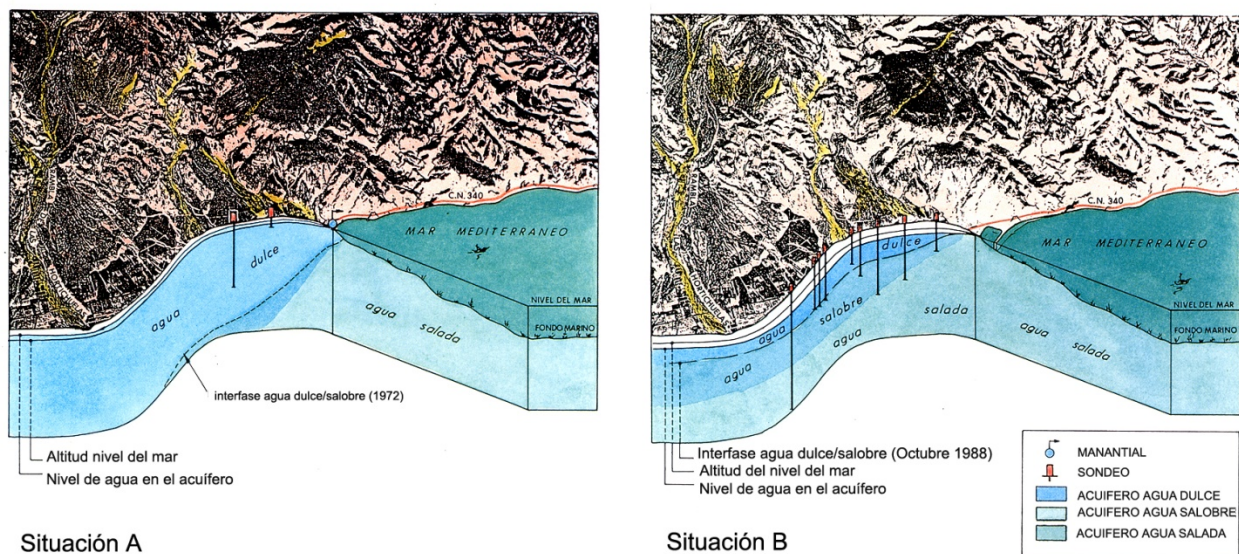 C.N. 340
MAR MEDITERRANEO
dulce
agua
agua
salada
NIVEL DEL MAR
FONDO MARINO
interfase agua dulce/salobre (1972)
Altitud nivel del mar
Nivel de agua en el acuífero
Situación A
C.N. 340
MAR MEDITERRANEO
dulce
agua
salobre
agua
salada
agua
salada
NIVEL DEL MAR
FONDO MARINO
Interfase agua dulce/salobre (Octubre 1988)
Altitud del nivel del mar
Nivel de agua en el acuífero
Situación B
MANANTIAL
SONDEO
ACUIFERO AGUA DULCE
ACUIFERO AGUA SALOBRE
ACUIFERO AGUA SALADA